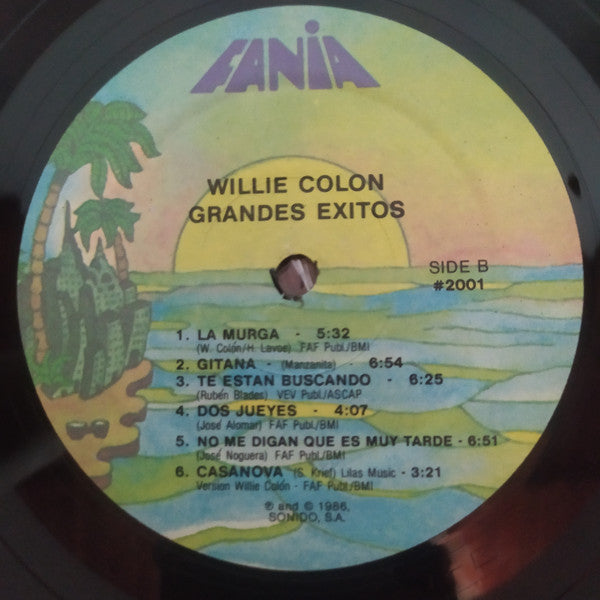 FANIA
WILLIE COLON
GRANDES EXITOS
SIDE B
#2001
1. LA MURGA - 5:32
(W. Colón/H. Lavoe) FAF Publ./BMI
2. GITANA - (Manzanita) - 6:54
3. TE ESTAN BUSCANDO - 6:25
(Rubén Blades) VEV Publ./ASCAP
4. DOS JUEYES - 4:07
(José Alomar) FAF Publ./BMI
5. NO ME DIGAN QUE ES MUY TARDE - 6:51
(José Noguera) FAF Publ./BMI
6. CASANOVA (S. Krief) Lilas Music - 3:21
Version Willie Colón - FAF Publ./BMI
℗ and © 1986,
SONIDO, S.A.